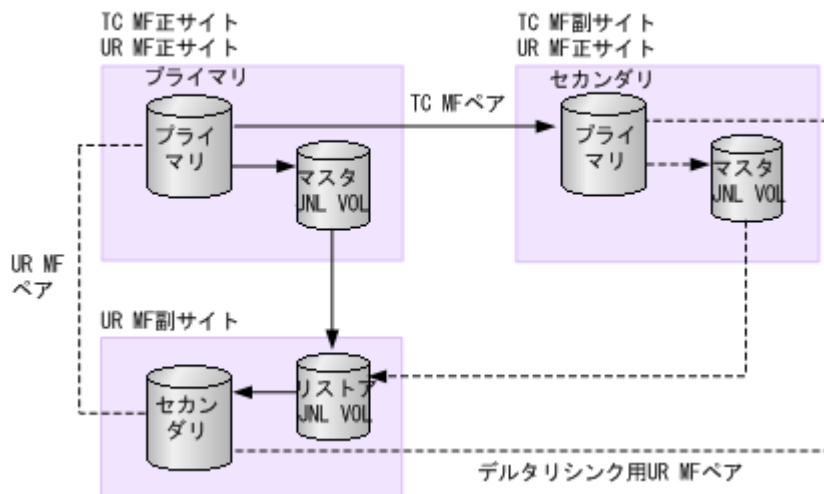 TC MF正サイト
UR MF正サイト
プライマリ
プライ
マリ
マスタ
JNL VOL
TC MFペア
TC MF副サイト
UR MF正サイト
セカンダリ
プライ
マリ
マスタ
JNL VOL
UR MF
ペア
UR MF副サイト
セカン
ダリ
リストア
JNL VOL
デルタリシンク用UR MFペア